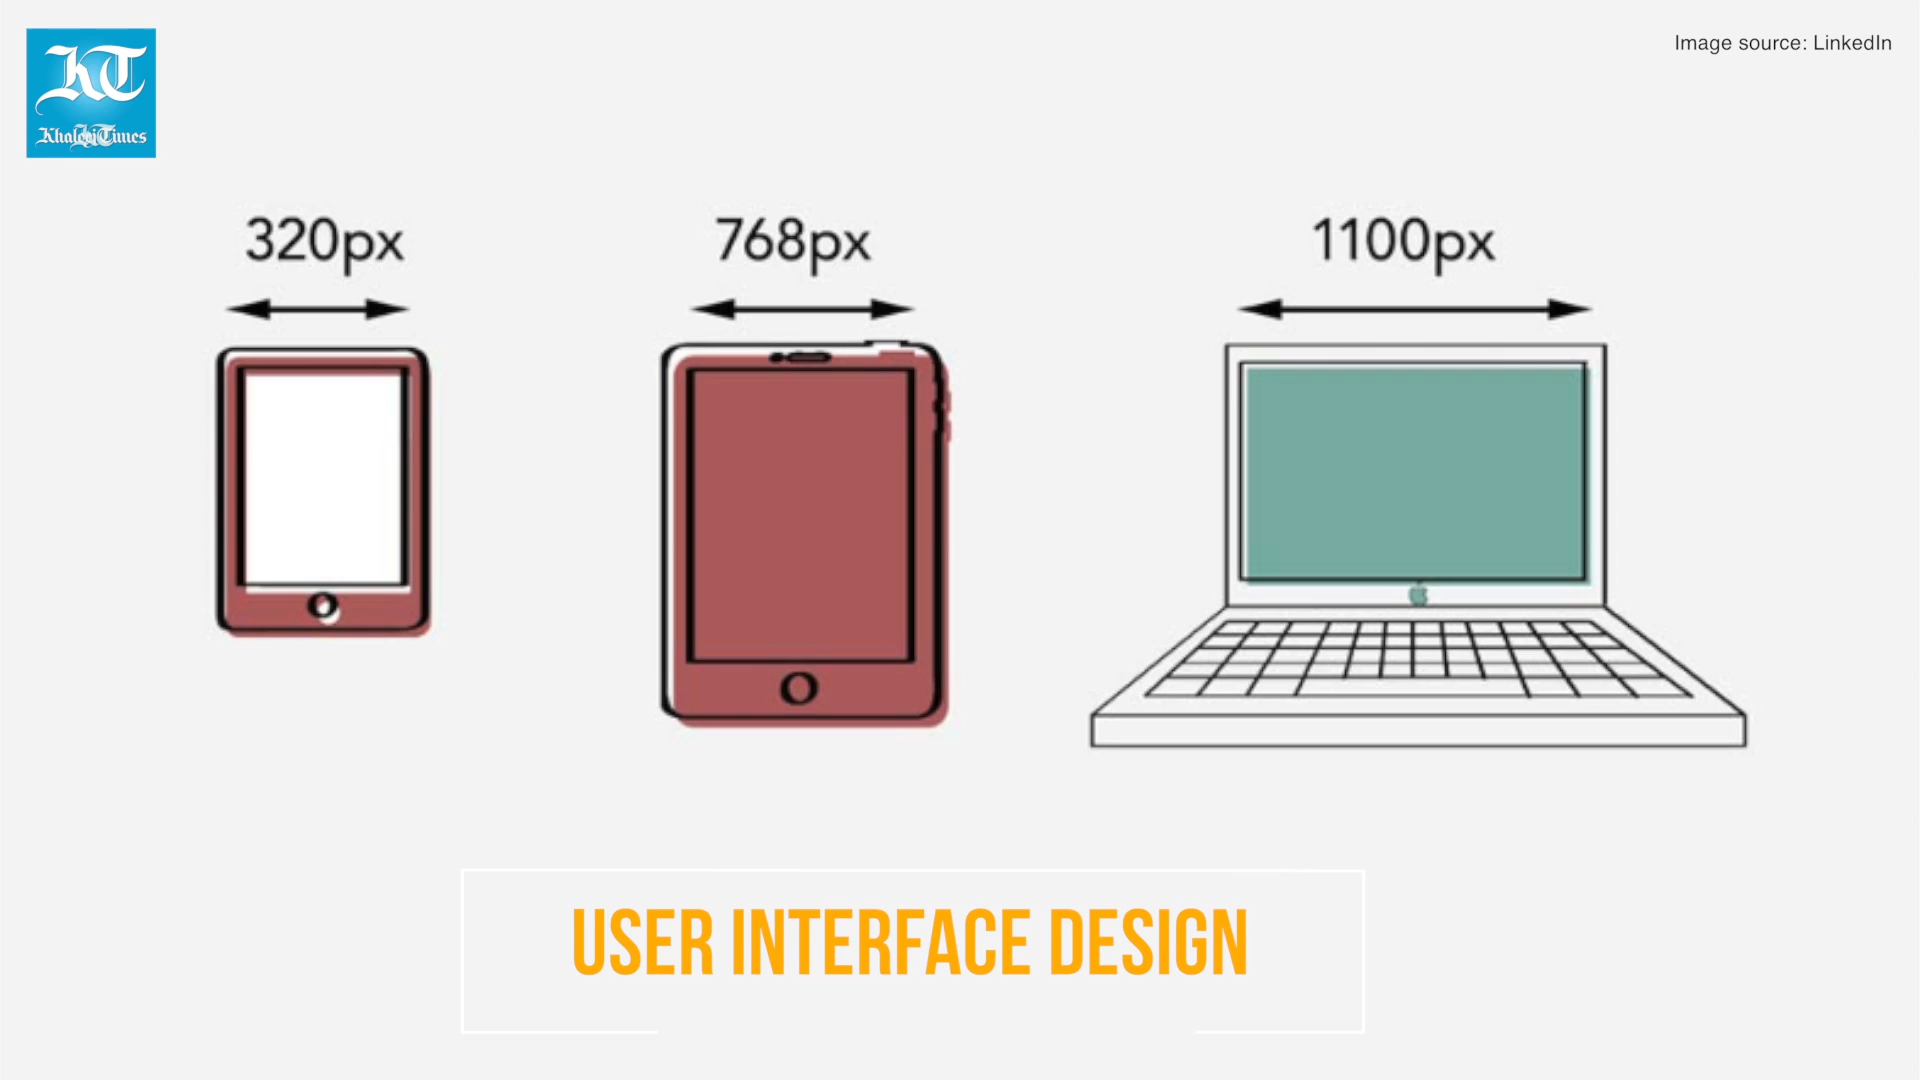 KT
Khaleej Times
Image source: LinkedIn
320px
768px
1100px
USER INTERFACE DESIGN